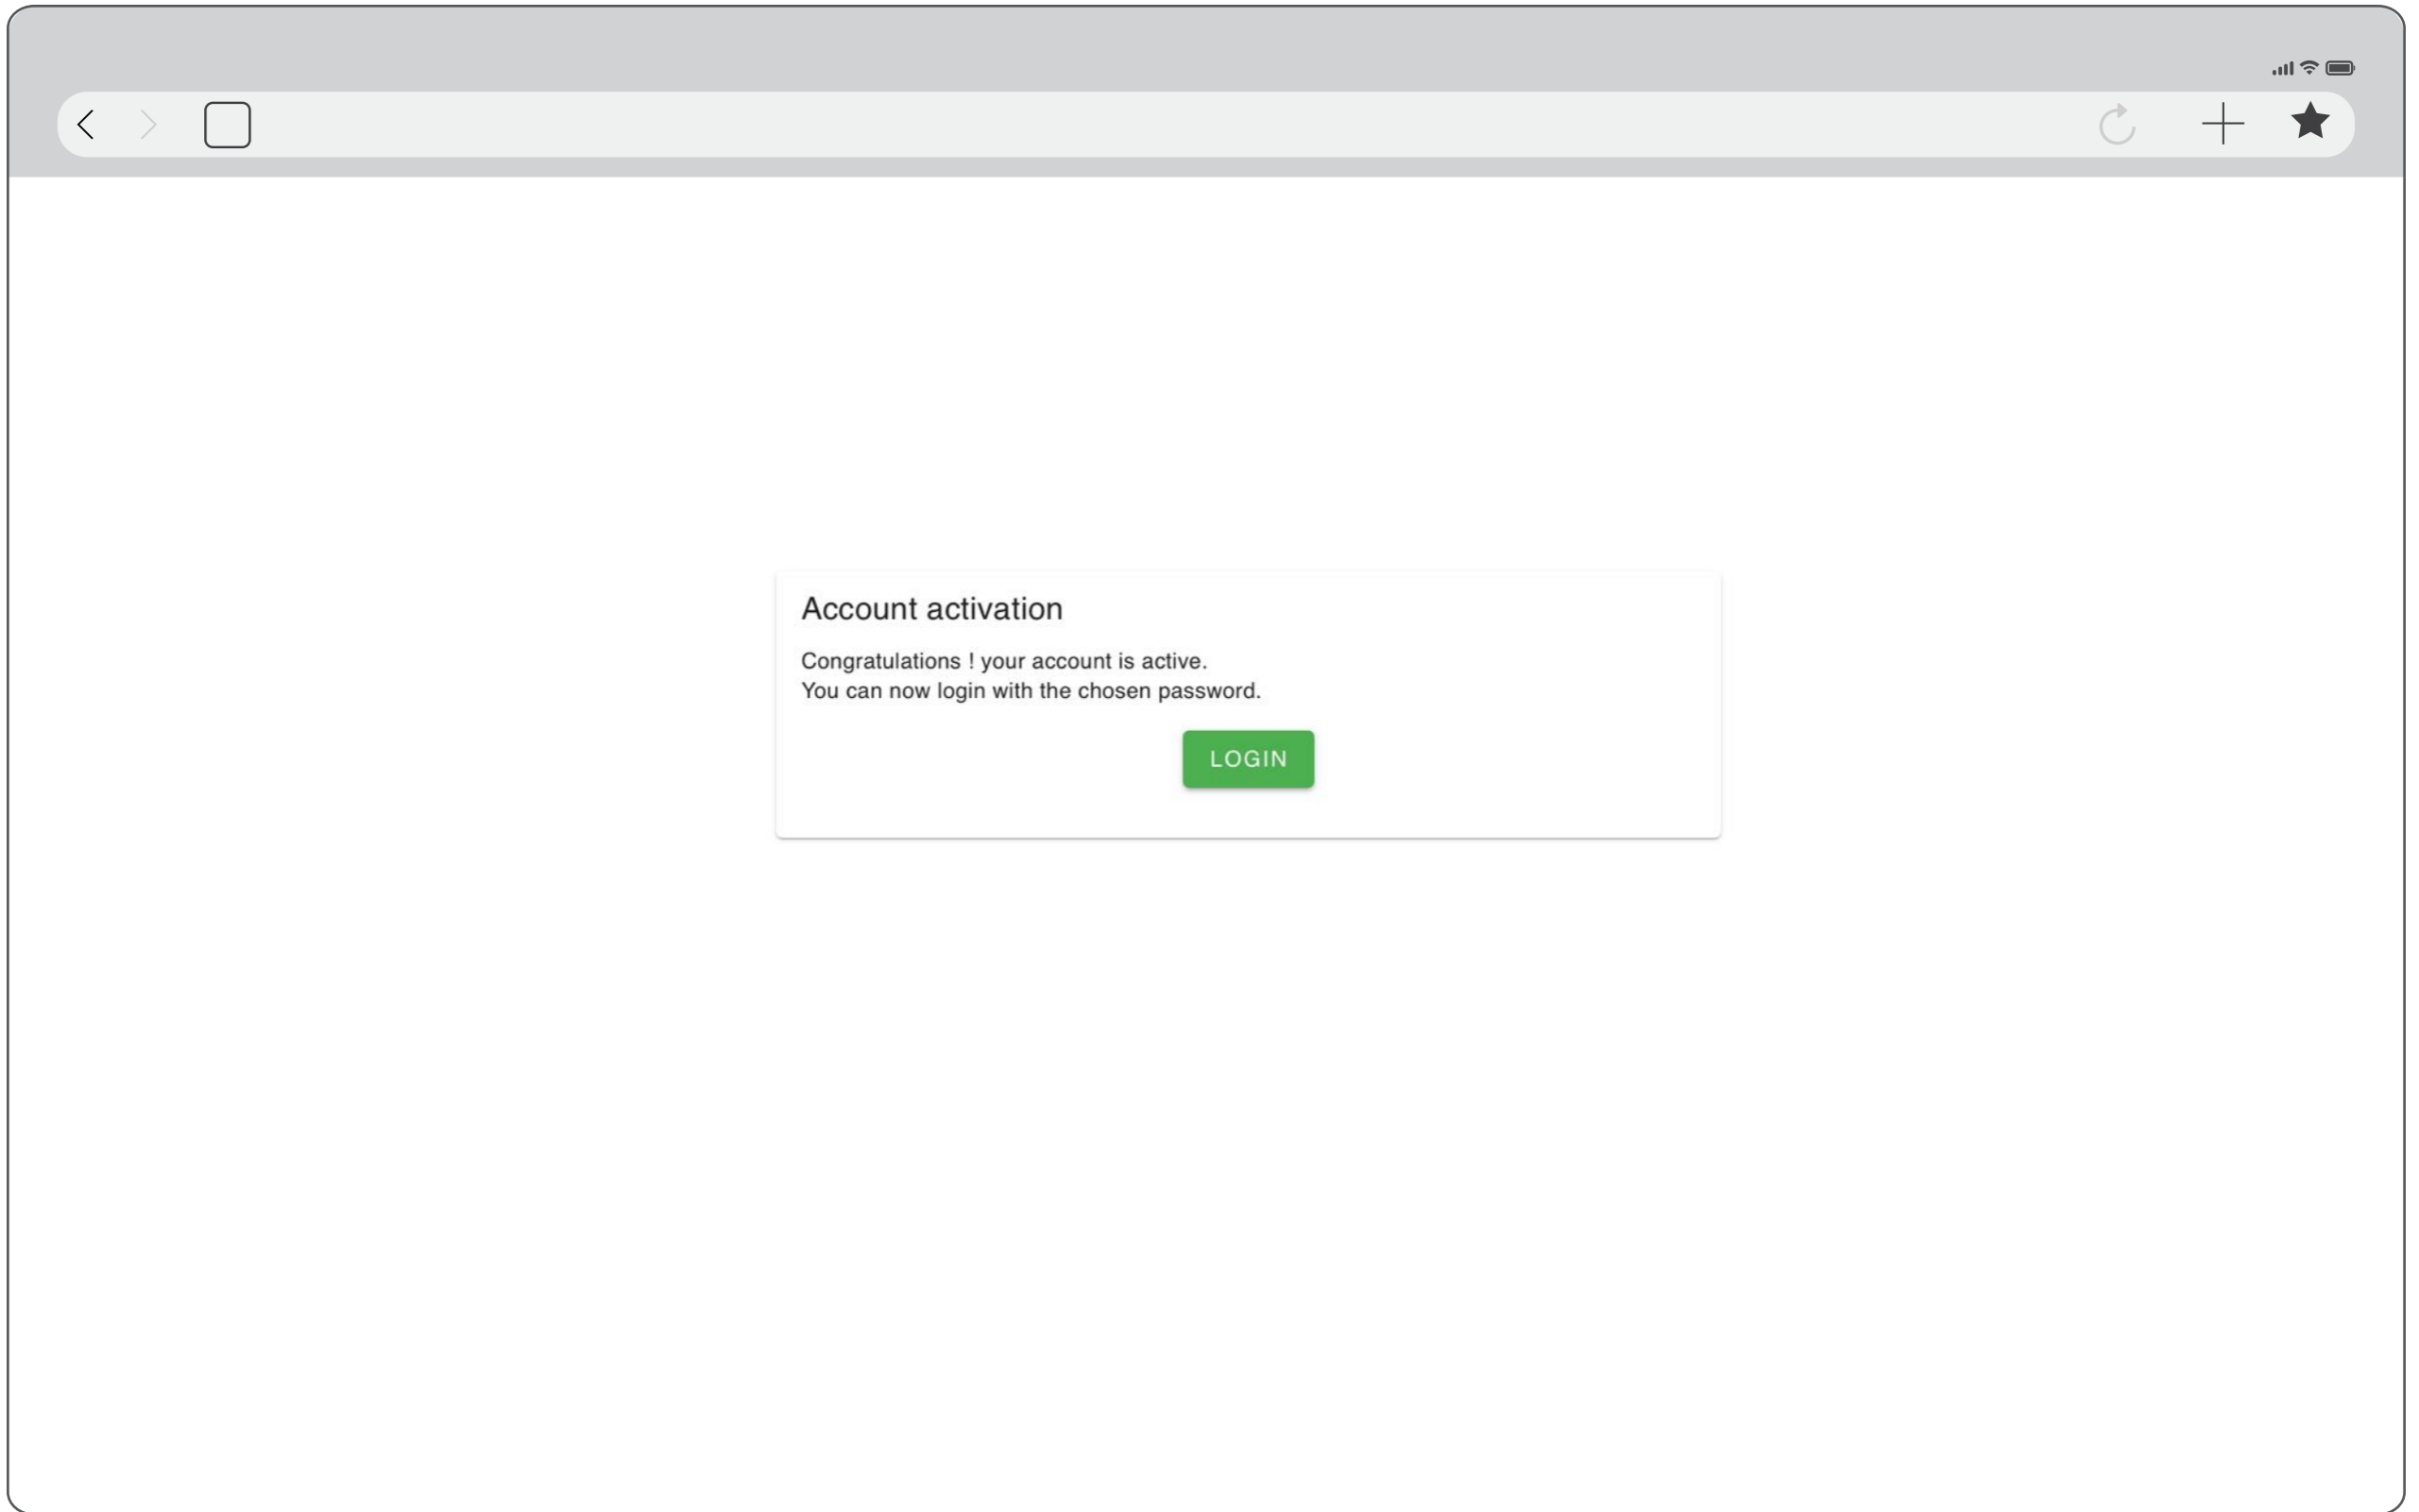 Account activation
Congratulations ! your account is active.
You can now login with the chosen password.
LOGIN